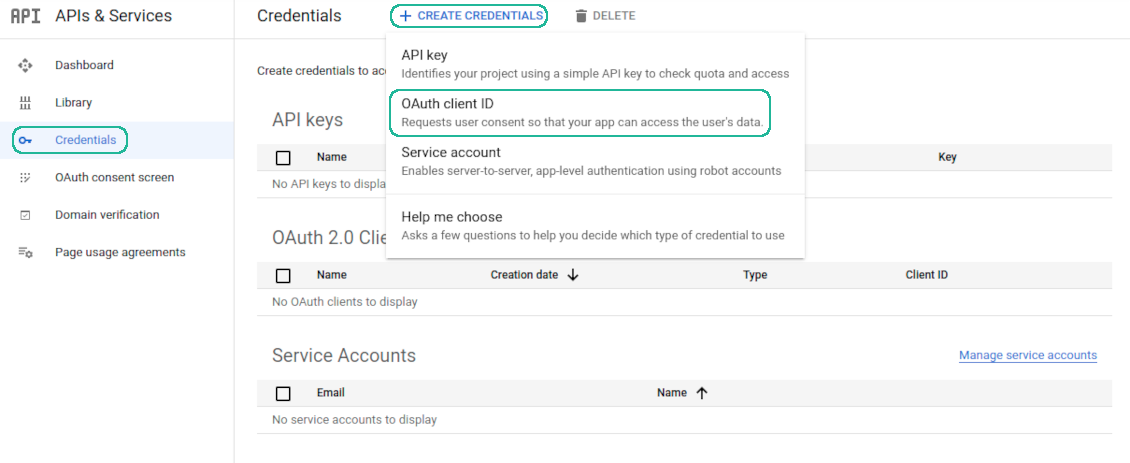 API APIs & Services
Credentials
+ CREATE CREDENTIALS
DELETE
Dashboard
Library
Credentials
OAuth consent screen
Domain verification
Page usage agreements
Create credentials to
API key
Identifies your project using a simple API key to check quota and access
OAuth client ID
Requests user consent so that your app can access the user's data.
Service account
Enables server-to-server, app-level authentication using robot accounts
Help me choose
Asks a few questions to help you decide which type of credential to use
API keys
Name Key
No API keys to displa
OAuth 2.0 Clie
Name Creation date Type Client ID
No OAuth clients to display
Service Accounts
Manage service accounts
Email Name
No service accounts to display